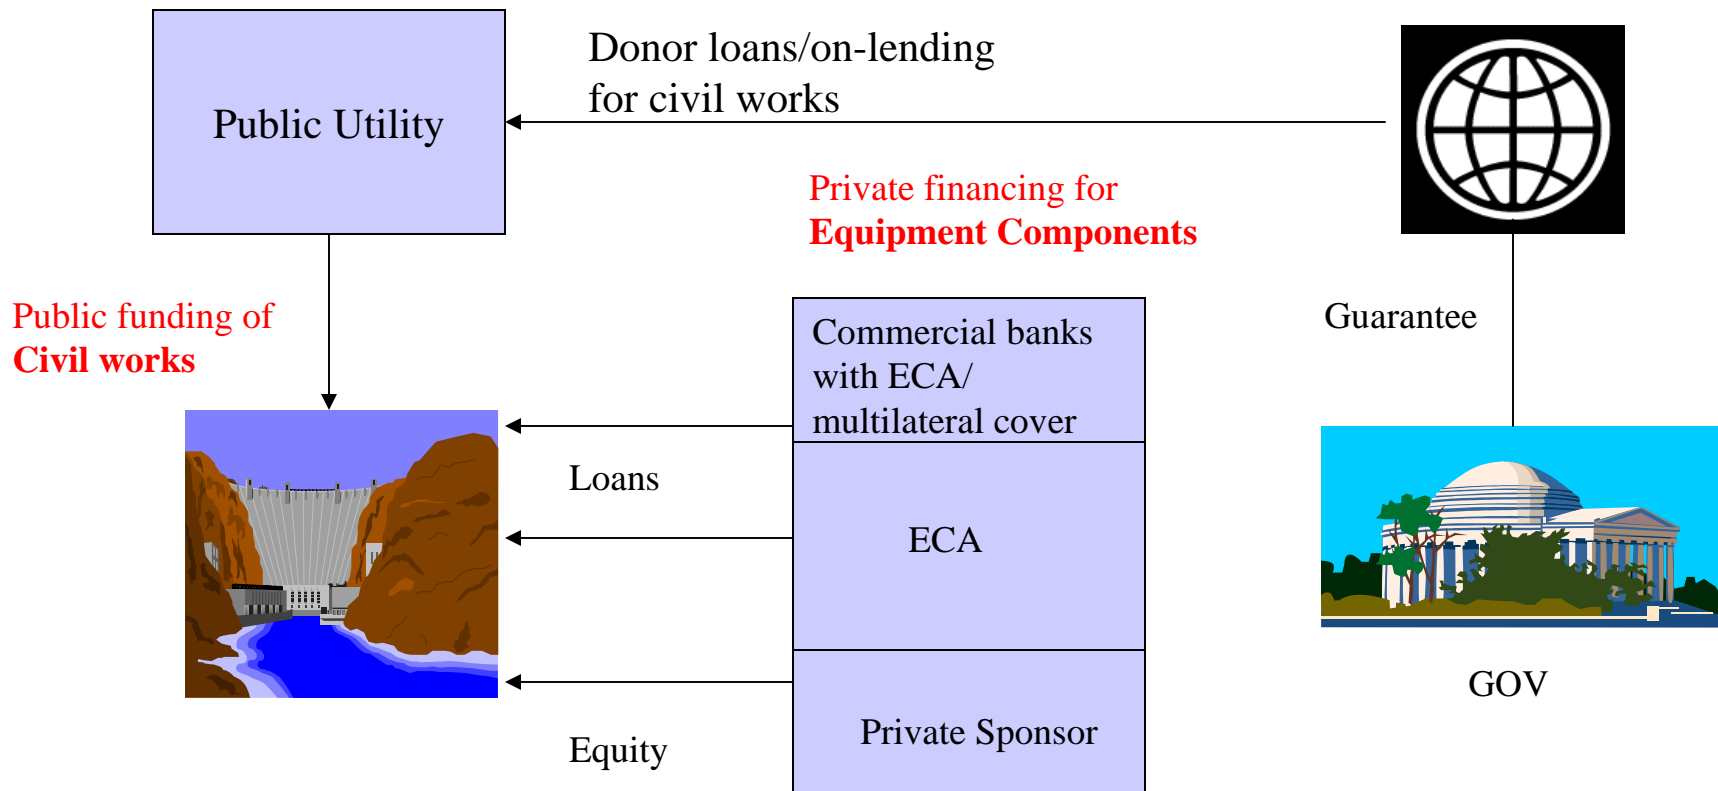 Donor loans/on-lending
for civil works
Public Utility
Private financing for
Equipment Components
Public funding of
Civil works
Guarantee
Commercial banks
with ECA/
multilateral cover
Loans
ECA
GOV
Private Sponsor
Equity